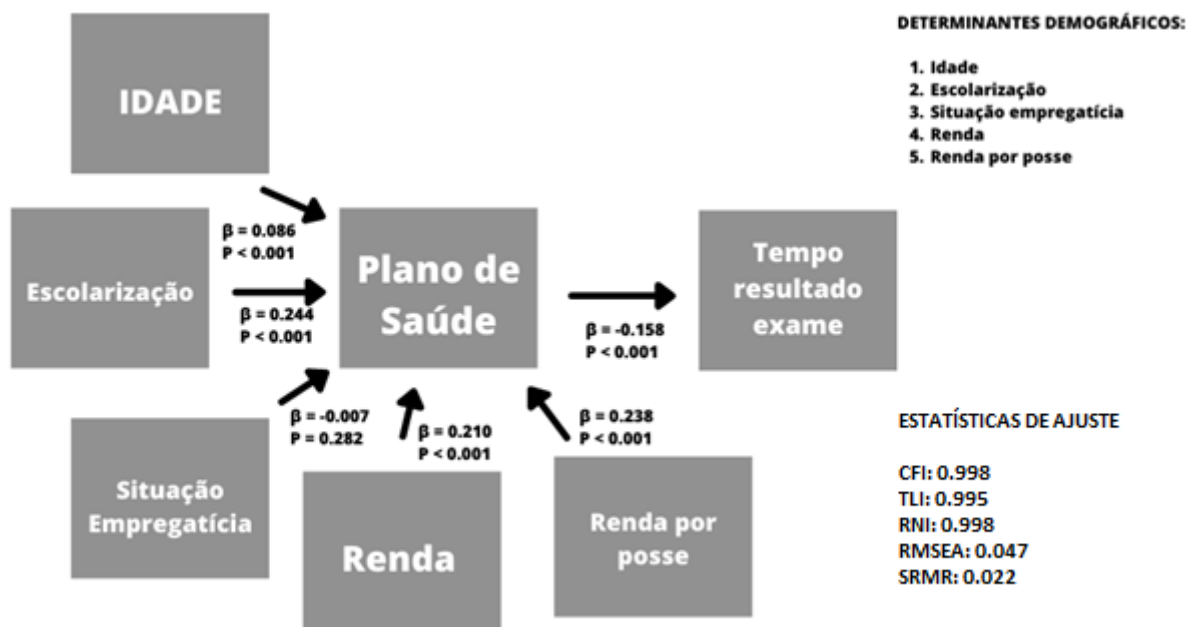 DETERMINANTES DEMOGRÁFICOS:
1. Idade
2. Escolarização
3. Situação empregatícia
4. Renda
5. Renda por posse
IDADE
β = 0.086
P < 0.001
Escolarização
β = 0.244
P < 0.001
Plano de
Saúde
β = -0.158
P < 0.001
Tempo
resultado
exame
Situação
Empregatícia
β = -0.007
P = 0.282
Renda
β = 0.210
P < 0.001
Renda por
posse
β = 0.238
P < 0.001
ESTATÍSTICAS DE AJUSTE
CFI: 0.998
TLI: 0.995
RNI: 0.998
RMSEA: 0.047
SRMR: 0.022